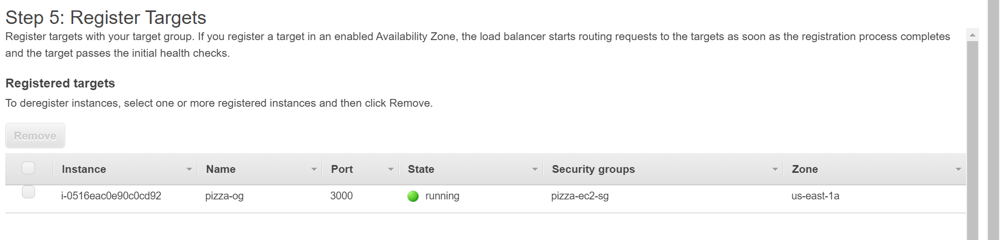 Step 5: Register Targets
Register targets with your target group. If you register a target in an enabled Availability Zone, the load balancer starts routing requests to the targets as soon as the registration process completes
and the target passes the initial health checks.
Registered targets
To deregister instances, select one or more registered instances and then click Remove.
Remove
Instance Name Port State Security groups Zone
i-0516eac0e90c0cd92 pizza-og 3000 running pizza-ec2-sg us-east-1a